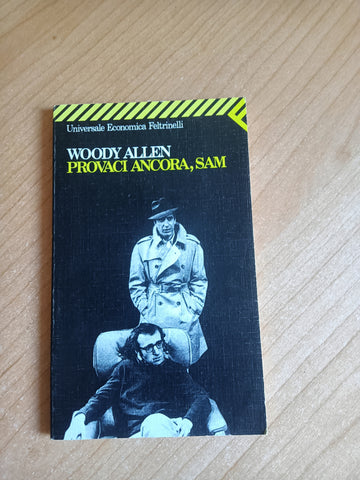 Universale Economica Feltrinelli
WOODY ALLEN
PROVACI ANCORA, SAM